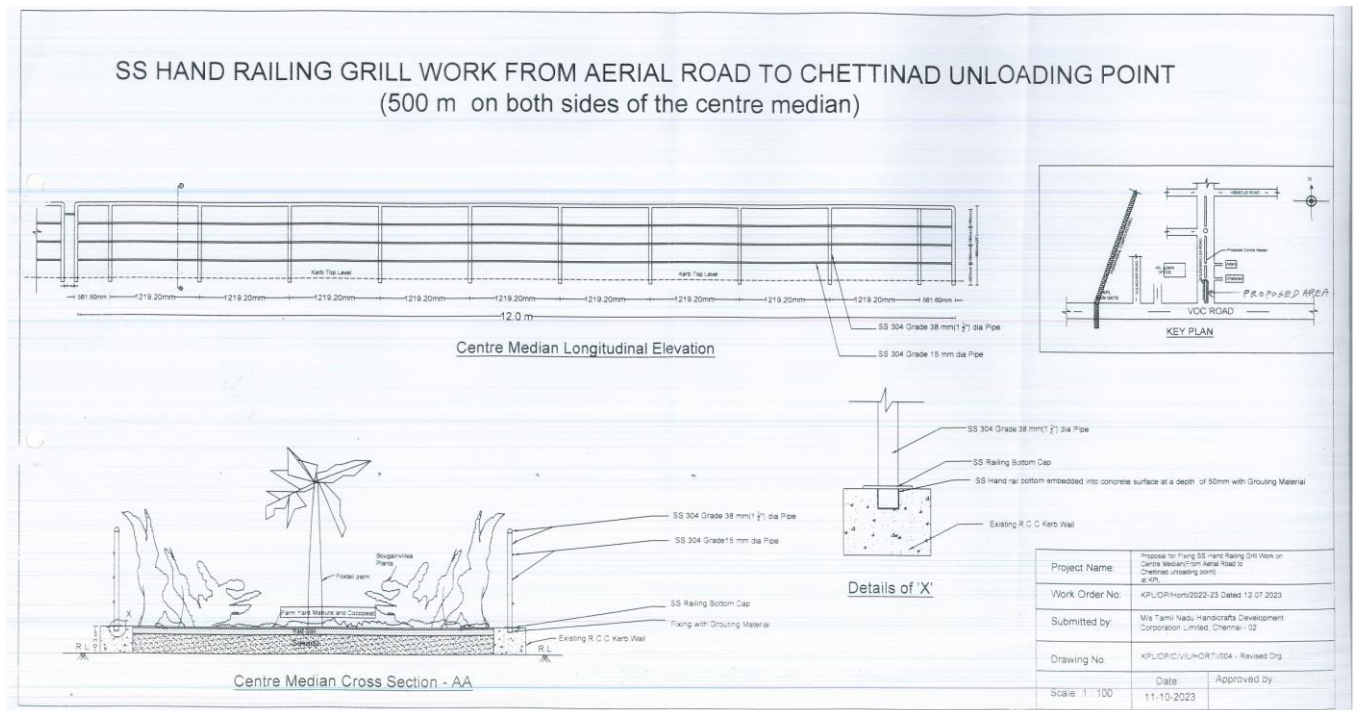 SS HAND RAILING GRILL WORK FROM AERIAL ROAD TO CHETTINAD UNLOADING POINT
(500 m on both sides of the centre median)
Kerb Top Level
Kerb Top Level
561.60mm
1219.20mm
1219.20mm
1219.20mm
1219.20mm
1219.20mm
1219.20mm
1219.20mm
1219.20mm
1219.20mm
561.60mm
12.0 m
SS 304 Grade 38 mm(1 ½") dia Pipe
SS 304 Grade 15 mm dia Pipe
Centre Median Longitudinal Elevation
N
HIBISCUS ROAD
Proposed Centre Median
PROPOSED AREA
VOC ROAD
KEY PLAN
SS 304 Grade 38 mm(1 ½") dia Pipe
SS 304 Grade15 mm dia Pipe
Bougainvillea
Plants
Foxtail palm
Farm Yard Manure and Cocopeat
X
SS Railing Bottom Cap
Fixing with Grouting Material
Existing R.C.C Kerb Wall
R L
R L
Centre Median Cross Section - AA
SS 304 Grade 38 mm(1 ½") dia Pipe
SS Railing Bottom Cap
SS Hand rail bottom embedded into concrete surface at a depth of 50mm with Grouting Material
Existing R.C.C Kerb Wall
Details of 'X'
Project Name:
Proposal for Fixing SS Hand Railing Grill Work on
Centre Median(From Aerial Road to
Chettinad unloading point)
at KPL
Work Order No:
KPL/OP/Horti/2022-23 Dated 12.07.2023
Submitted by:
M/s Tamil Nadu Handicrafts Development
Corporation Limited, Chennai - 02
Drawing No.
KPL/OP/C/VIL/HORTI/004 - Revised Drg.
Scale: 1 : 100
Date:
11-10-2023
Approved by: